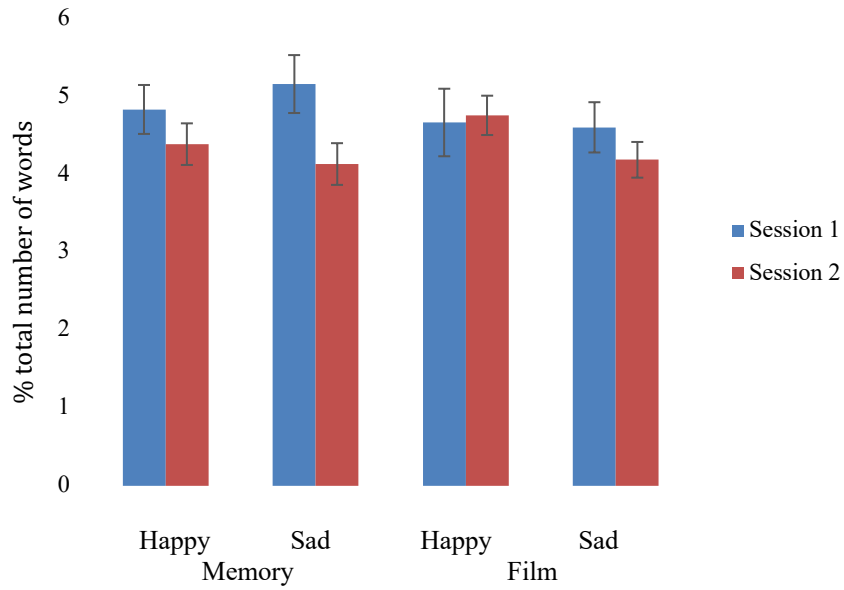 % total number of words
6
5
4
3
2
1
0
Happy Sad Happy Sad
Memory Film
Session 1
Session 2